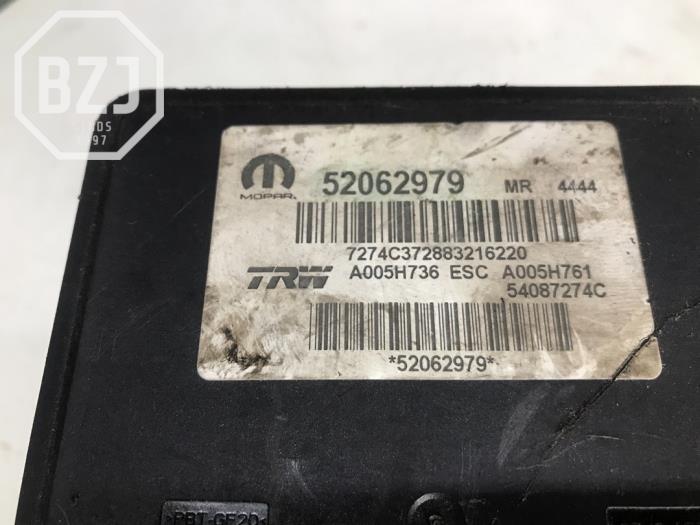 BZJ
MOPAR
52062979 MR 4444
7274C372883216220
TRW A005H736 ESC A005H761
54087274C
*52062979*